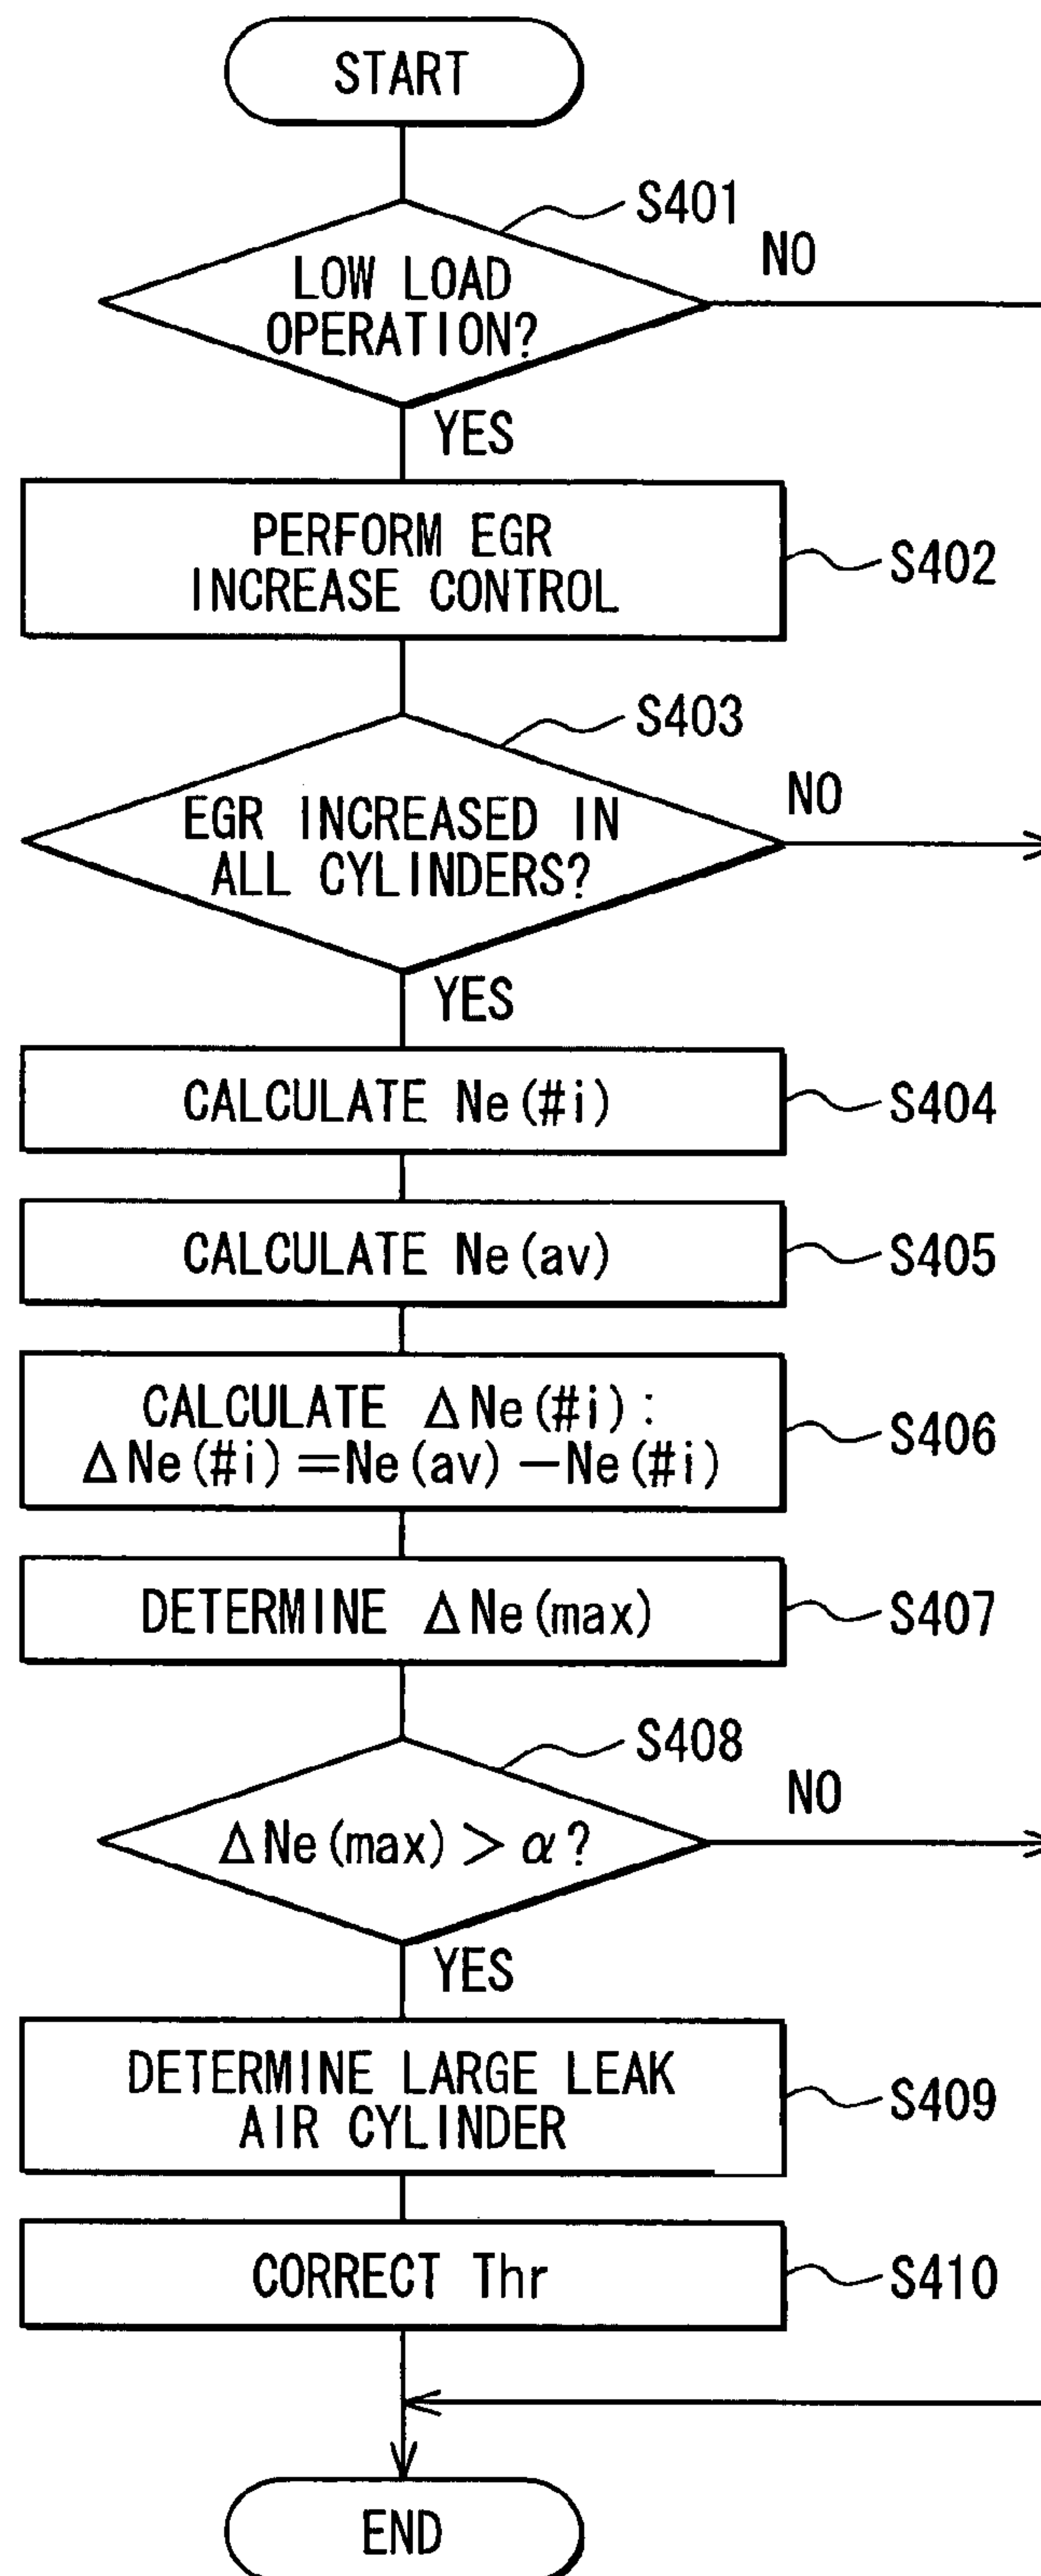 START
S401
NO
LOW LOAD
OPERATION?
YES
PERFORM EGR
INCREASE CONTROL
S402
S403
NO
EGR INCREASED IN
ALL CYLINDERS?
YES
CALCULATE Ne(#i)
S404
CALCULATE Ne(av)
S405
CALCULATE ΔNe(#i):
ΔNe(#i)=Ne(av)-Ne(#i)
S406
DETERMINE ΔNe(max)
S407
S408
NO
ΔNe(max)>α?
YES
DETERMINE LARGE LEAK
AIR CYLINDER
S409
CORRECT Thr
S410
END